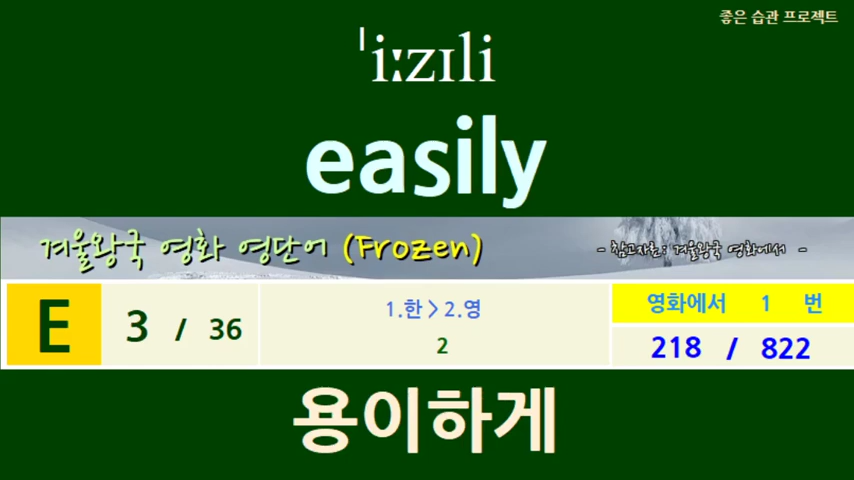 좋은 습관 프로젝트
ˈiːzɪli
easily
겨울왕국 영화 영단어 (Frozen)
- 참고자료 : 겨울왕국 영화에서 -
E
3 / 36
1.한 > 2.영
2
영화에서 1 번
218 / 822
용이하게